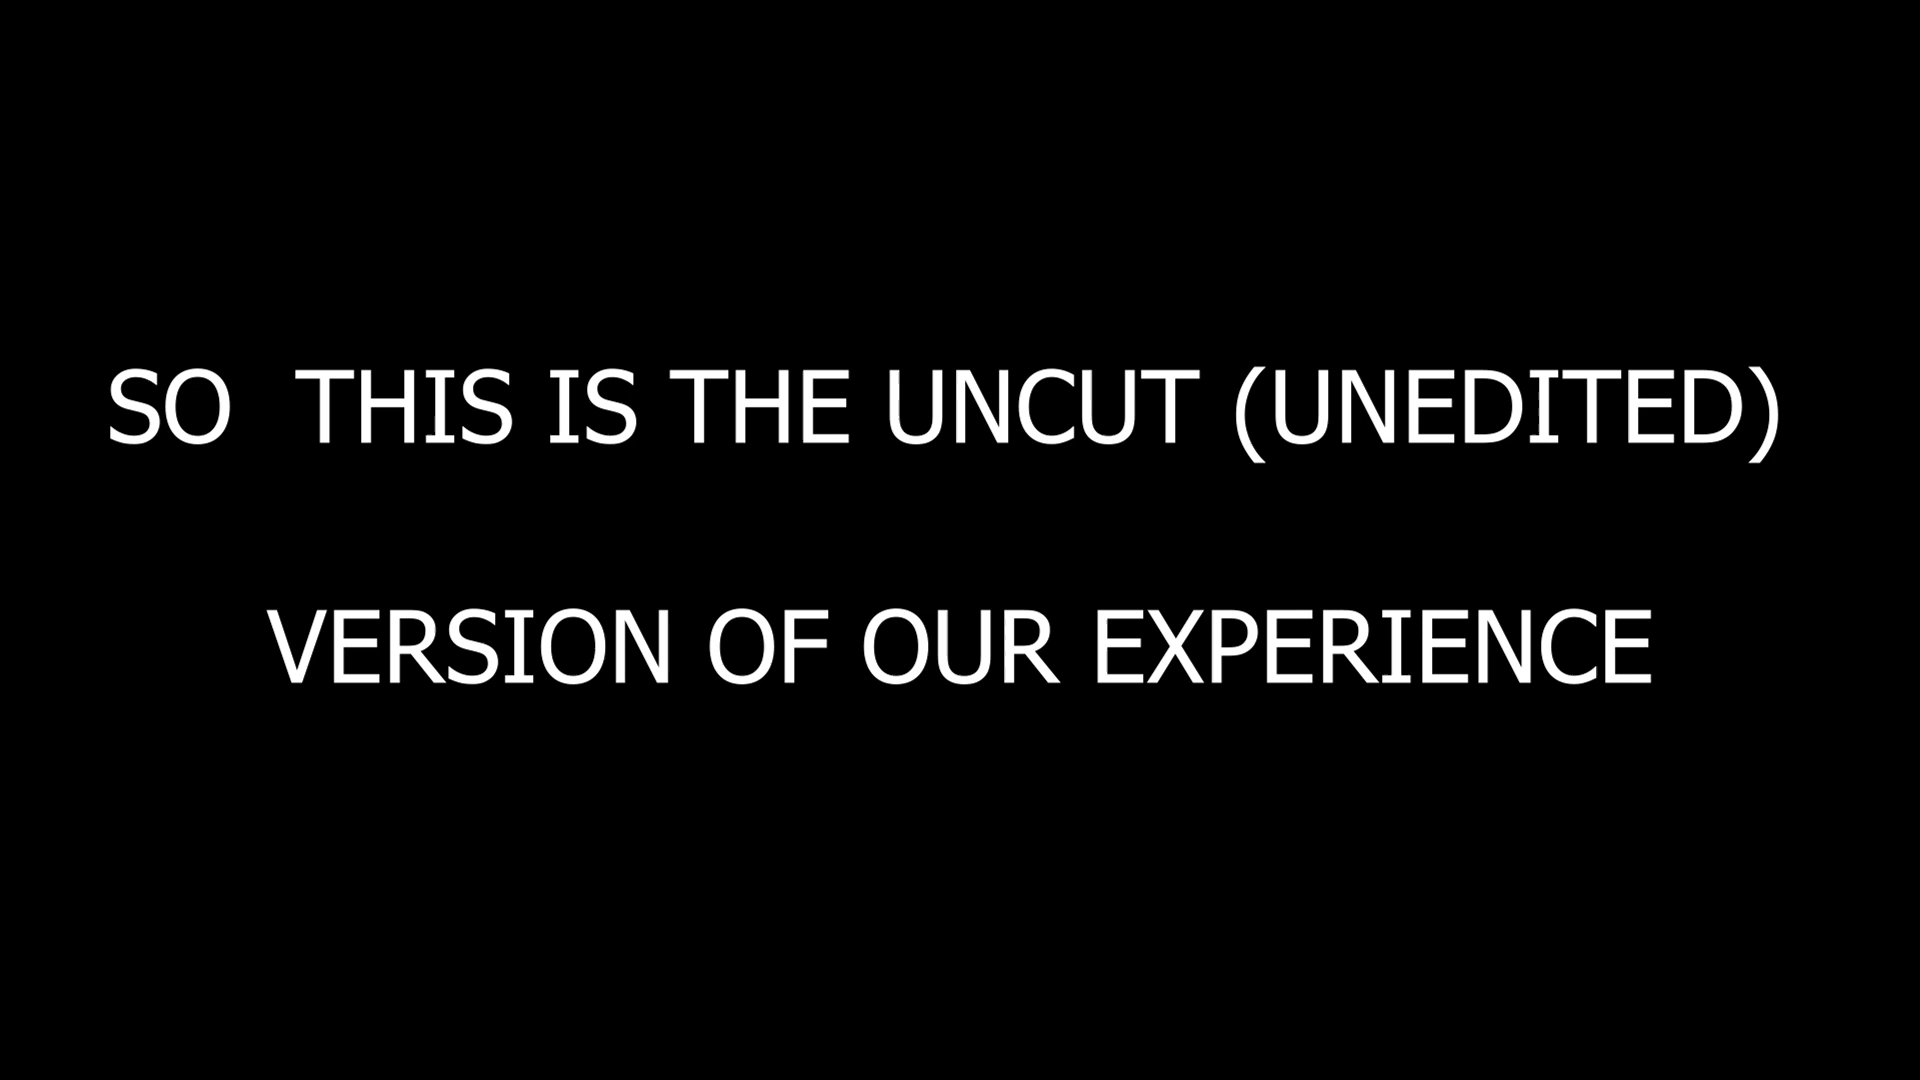 SO  THIS IS THE UNCUT (UNEDITED)
VERSION OF OUR EXPERIENCE